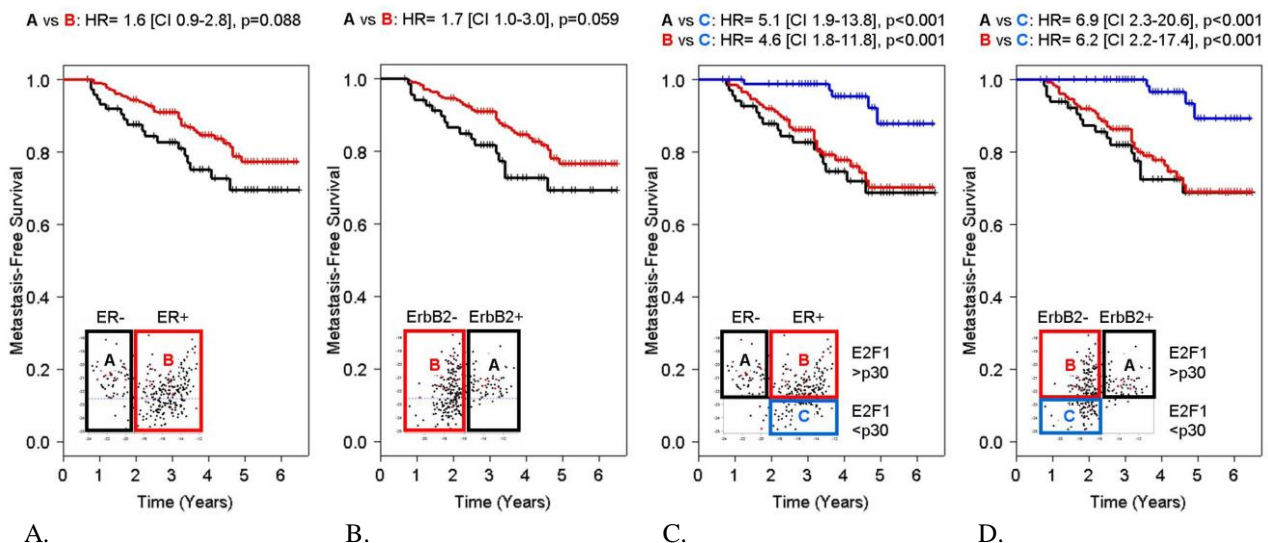 A vs B: HR= 1.6 [CI 0.9-2.8], p=0.088
A vs B: HR= 1.7 [CI 1.0-3.0], p=0.059
A vs C: HR= 5.1 [CI 1.9-13.8], p<0.001
B vs C: HR= 4.6 [CI 1.8-11.8], p<0.001
A vs C: HR= 6.9 [CI 2.3-20.6], p<0.001
B vs C: HR= 6.2 [CI 2.2-17.4], p<0.001
Metastasis-Free Survival
1.0
0.8
0.6
0.4
0.2
0.0
ER- ER+
A B
0 1 2 3 4 5 6
Time (Years)
A.
Metastasis-Free Survival
1.0
0.8
0.6
0.4
0.2
0.0
ErbB2- ErbB2+
B A
0 1 2 3 4 5 6
Time (Years)
B.
Metastasis-Free Survival
1.0
0.8
0.6
0.4
0.2
0.0
ER- ER+
A B
E2F1
>p30
C
E2F1
<p30
0 1 2 3 4 5 6
Time (Years)
C.
Metastasis-Free Survival
1.0
0.8
0.6
0.4
0.2
0.0
ErbB2- ErbB2+
B A
E2F1
>p30
C
E2F1
<p30
0 1 2 3 4 5 6
Time (Years)
D.